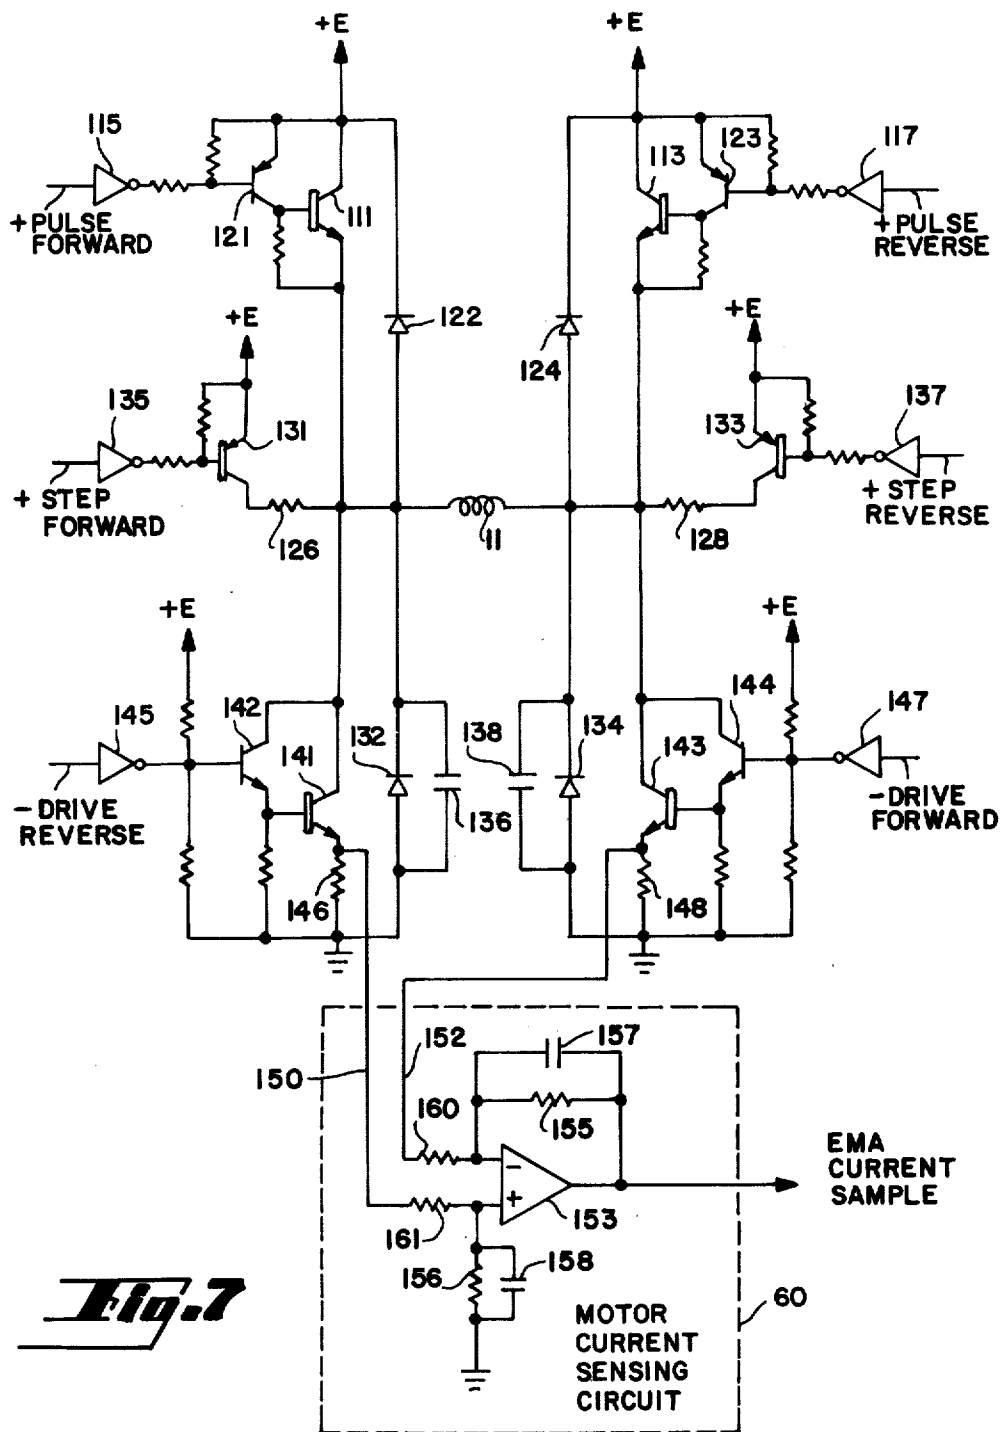 +E
+E
115
123
117
113
+ PULSE
FORWARD
121
111
+ PULSE
REVERSE
122
124
+E
+E
135
131
133
137
+ STEP
FORWARD
126
11
128
+ STEP
REVERSE
+E
+E
145
142
141
132
136
138
134
143
144
147
- DRIVE
REVERSE
- DRIVE
FORWARD
146
148
150
152
157
160
155
-
+
153
161
156
158
EMA
CURRENT
SAMPLE
60
MOTOR
CURRENT
SENSING
CIRCUIT
Fig. 7